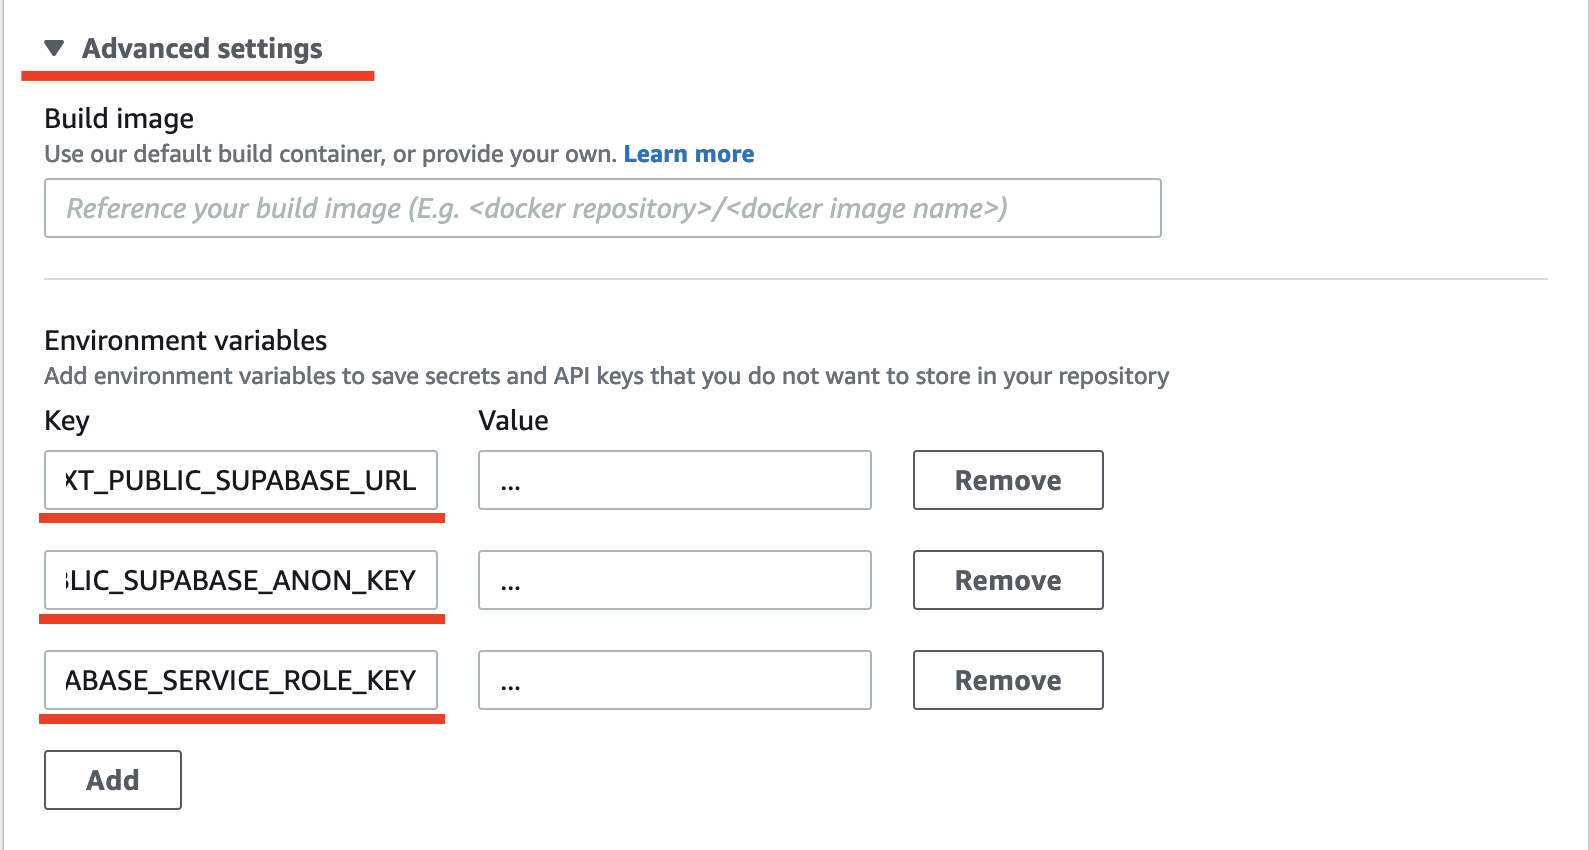 Advanced settings
Build image
Use our default build container, or provide your own. Learn more
Reference your build image (E.g. <docker repository>/<docker image name>)
Environment variables
Add environment variables to save secrets and API keys that you do not want to store in your repository
Key Value
XT_PUBLIC_SUPABASE_URL ... Remove
BLIC_SUPABASE_ANON_KEY ... Remove
ABASE_SERVICE_ROLE_KEY ... Remove
Add